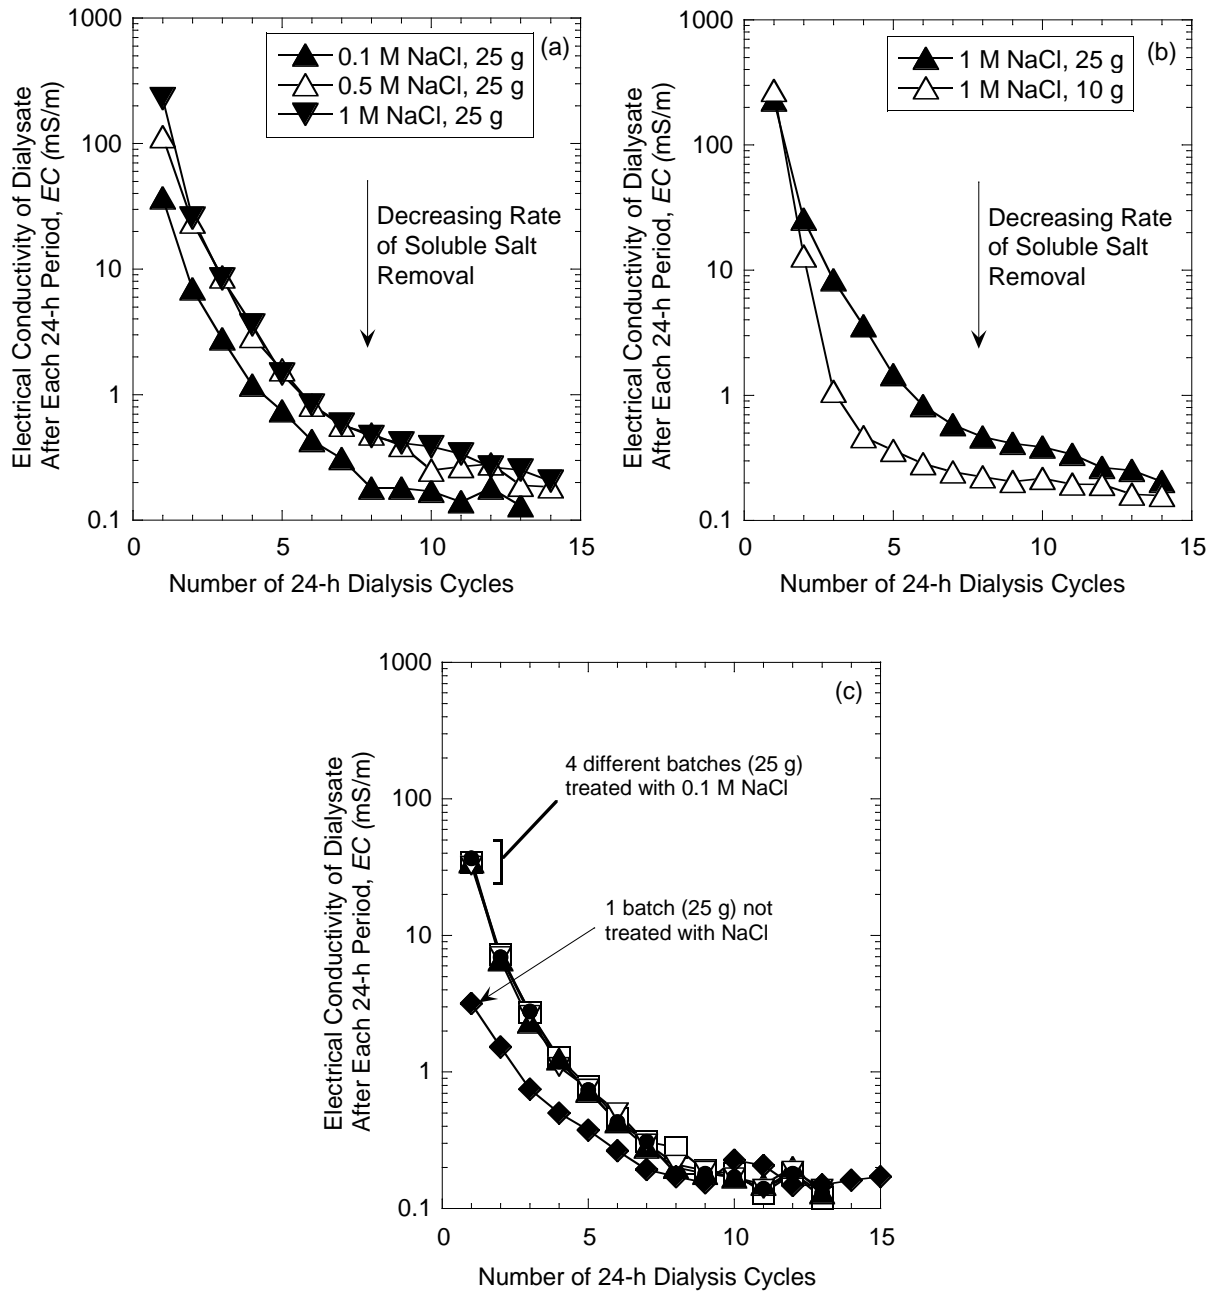 (a)
0.1 M NaCl, 25 g
0.5 M NaCl, 25 g
1 M NaCl, 25 g
Decreasing Rate
of Soluble Salt
Removal
Electrical Conductivity of Dialysate
After Each 24-h Period, EC (mS/m)
1000
100
10
1
0.1
0
5
10
15
Number of 24-h Dialysis Cycles
(b)
1 M NaCl, 25 g
1 M NaCl, 10 g
Decreasing Rate
of Soluble Salt
Removal
Electrical Conductivity of Dialysate
After Each 24-h Period, EC (mS/m)
1000
100
10
1
0.1
0
5
10
15
Number of 24-h Dialysis Cycles
(c)
4 different batches (25 g)
treated with 0.1 M NaCl
1 batch (25 g) not
treated with NaCl
Electrical Conductivity of Dialysate
After Each 24-h Period, EC (mS/m)
1000
100
10
1
0.1
0
5
10
15
Number of 24-h Dialysis Cycles